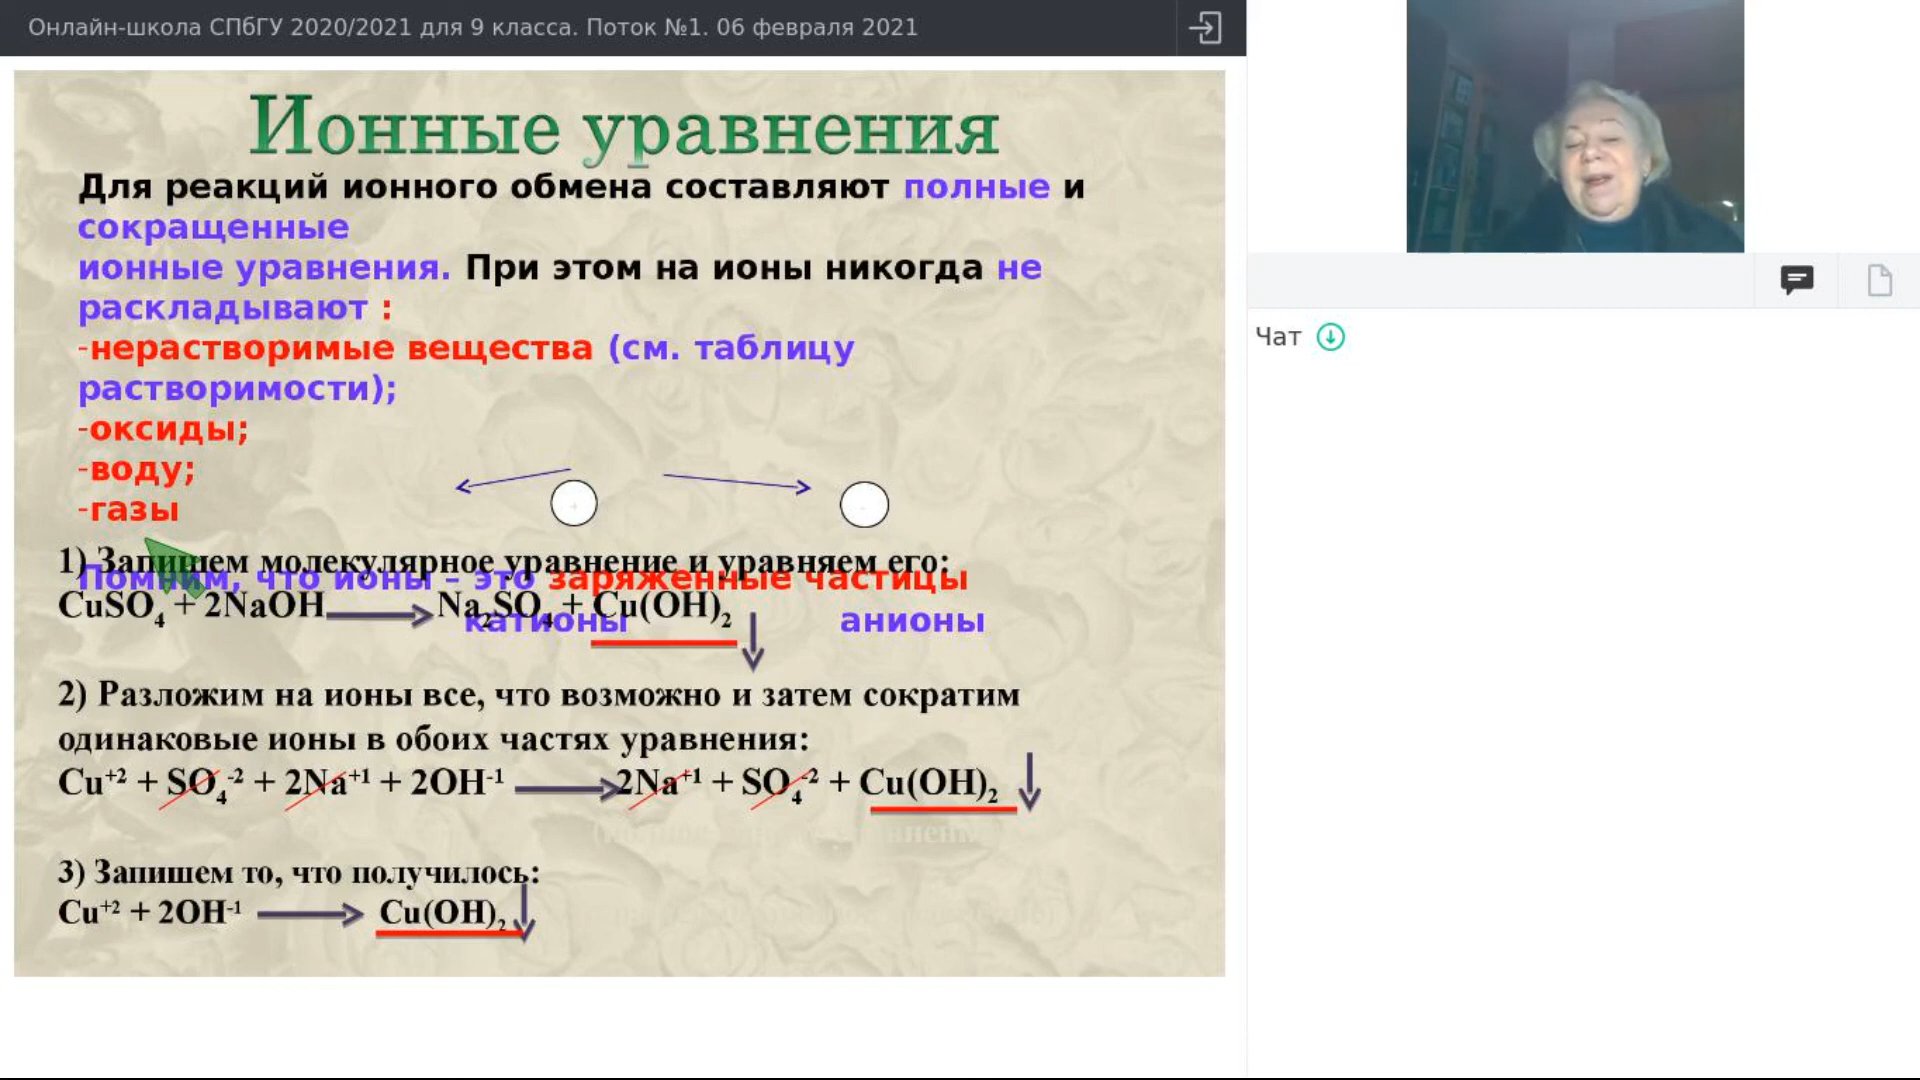 Онлайн-школа СПбГУ 2020/2021 для 9 класса. Поток №1. 06 февраля 2021
Ионные уравнения
Для реакций ионного обмена составляют полные и
сокращенные
ионные уравнения. При этом на ионы никогда не
раскладывают :
-нерастворимые вещества (см. таблицу
растворимости);
-оксиды;
-воду;
-газы
1) Запишем молекулярное уравнение и уравняем его:
Помним, что ионы – это заряженные частицы
CuSO₄ + 2NaOH → Na₂SO₄ + Cu(OH)₂ ↓
катионы анионы
2) Разложим на ионы все, что возможно и затем сократим
одинаковые ионы в обоих частях уравнения:
Cu⁺² + SO₄⁻² + 2Na⁺¹ + 2OH⁻¹ → 2Na⁺¹ + SO₄⁻² + Cu(OH)₂ ↓
3) Запишем то, что получилось:
Cu⁺² + 2OH⁻¹ → Cu(OH)₂ ↓
Чат